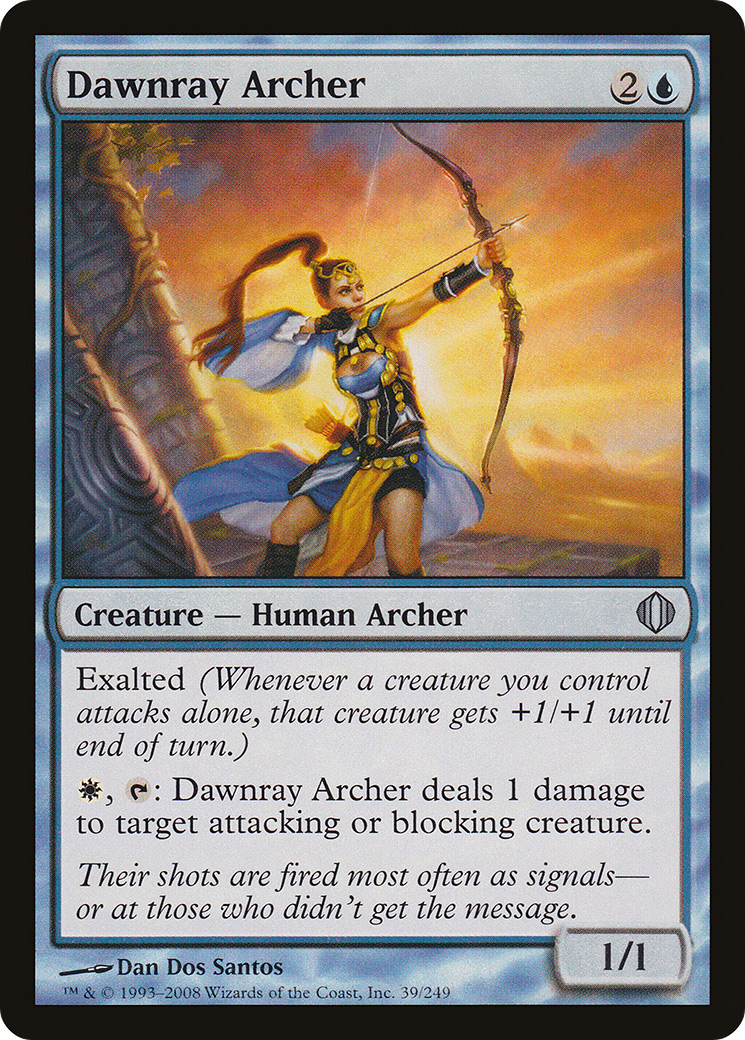 Dawnray Archer 2
Creature — Human Archer
Exalted (Whenever a creature you control
attacks alone, that creature gets +1/+1 until
end of turn.)
, : Dawnray Archer deals 1 damage
to target attacking or blocking creature.
Their shots are fired most often as signals—
or at those who didn't get the message.
1/1
Dan Dos Santos
™ & © 1993–2008 Wizards of the Coast, Inc. 39/249